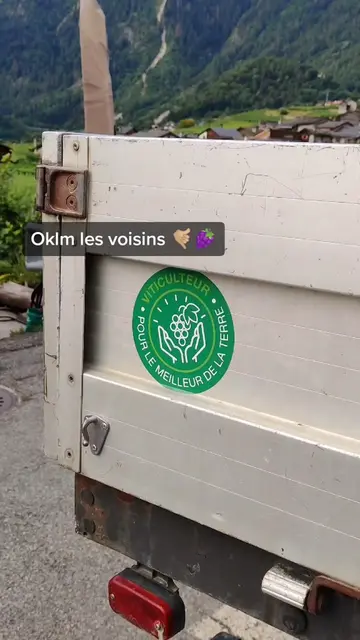 Oklm les voisins 🤙🏼🍇
• VITICULTEUR •
POUR LE MEILLEUR DE LA TERRE